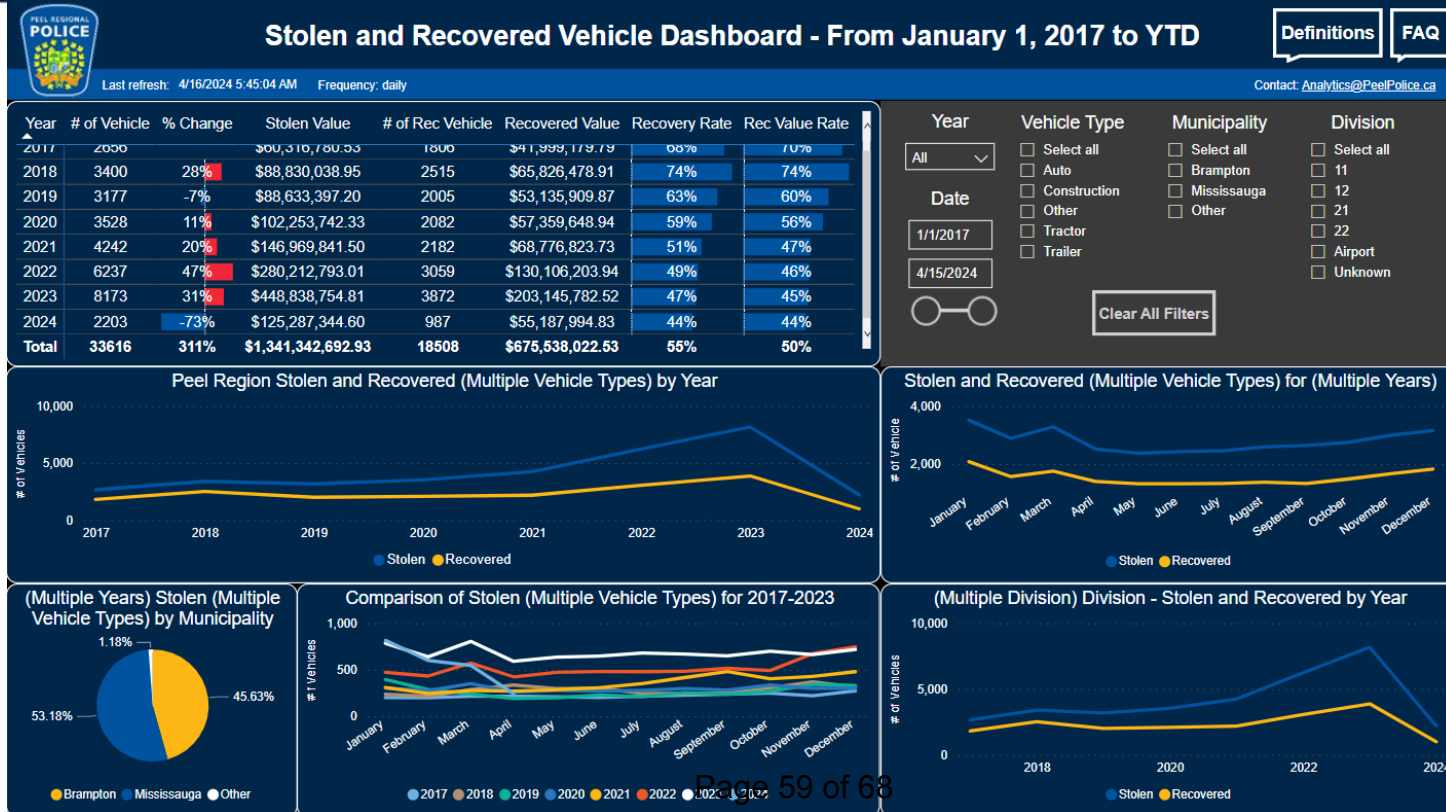 PEEL REGIONAL
POLICE
Stolen and Recovered Vehicle Dashboard - From January 1, 2017 to YTD
Definitions
FAQ
Last refresh: 4/16/2024 5:45:04 AM Frequency: daily
Contact: Analytics@PeelPolice.ca
Year # of Vehicle % Change Stolen Value # of Rec Vehicle Recovered Value Recovery Rate Rec Value Rate
2017 2656 $60,316,780.53 1806 $41,999,179.79 68% 70%
2018 3400 28% $88,830,038.95 2515 $65,826,478.91 74% 74%
2019 3177 -7% $88,633,397.20 2005 $53,135,909.87 63% 60%
2020 3528 11% $102,253,742.33 2082 $57,359,648.94 59% 56%
2021 4242 20% $146,969,841.50 2182 $68,776,823.73 51% 47%
2022 6237 47% $280,212,793.01 3059 $130,106,203.94 49% 46%
2023 8173 31% $448,838,754.81 3872 $203,145,782.52 47% 45%
2024 2203 -73% $125,287,344.60 987 $55,187,994.83 44% 44%
Total 33616 311% $1,341,342,692.93 18508 $675,538,022.53 55% 50%
Year
All
Date
1/1/2017
4/15/2024
Vehicle Type
Select all
Auto
Construction
Other
Tractor
Trailer
Municipality
Select all
Brampton
Mississauga
Other
Division
Select all
11
12
21
22
Airport
Unknown
Clear All Filters
Peel Region Stolen and Recovered (Multiple Vehicle Types) by Year
# of Vehicles
10,000
5,000
0
2017 2018 2019 2020 2021 2022 2023 2024
Stolen Recovered
Stolen and Recovered (Multiple Vehicle Types) for (Multiple Years)
# of Vehicle
4,000
2,000
January February March April May June July August September October November December
Stolen Recovered
(Multiple Years) Stolen (Multiple
Vehicle Types) by Municipality
1.18%
45.63%
53.18%
Brampton Mississauga Other
Comparison of Stolen (Multiple Vehicle Types) for 2017-2023
# f Vehicles
1,000
500
0
January February March April May June July August September October November December
2017 2018 2019 2020 2021 2022
Page 59 of 68
(Multiple Division) Division - Stolen and Recovered by Year
# of Vehicles
10,000
5,000
0
2018 2020 2022 2024
Stolen Recovered